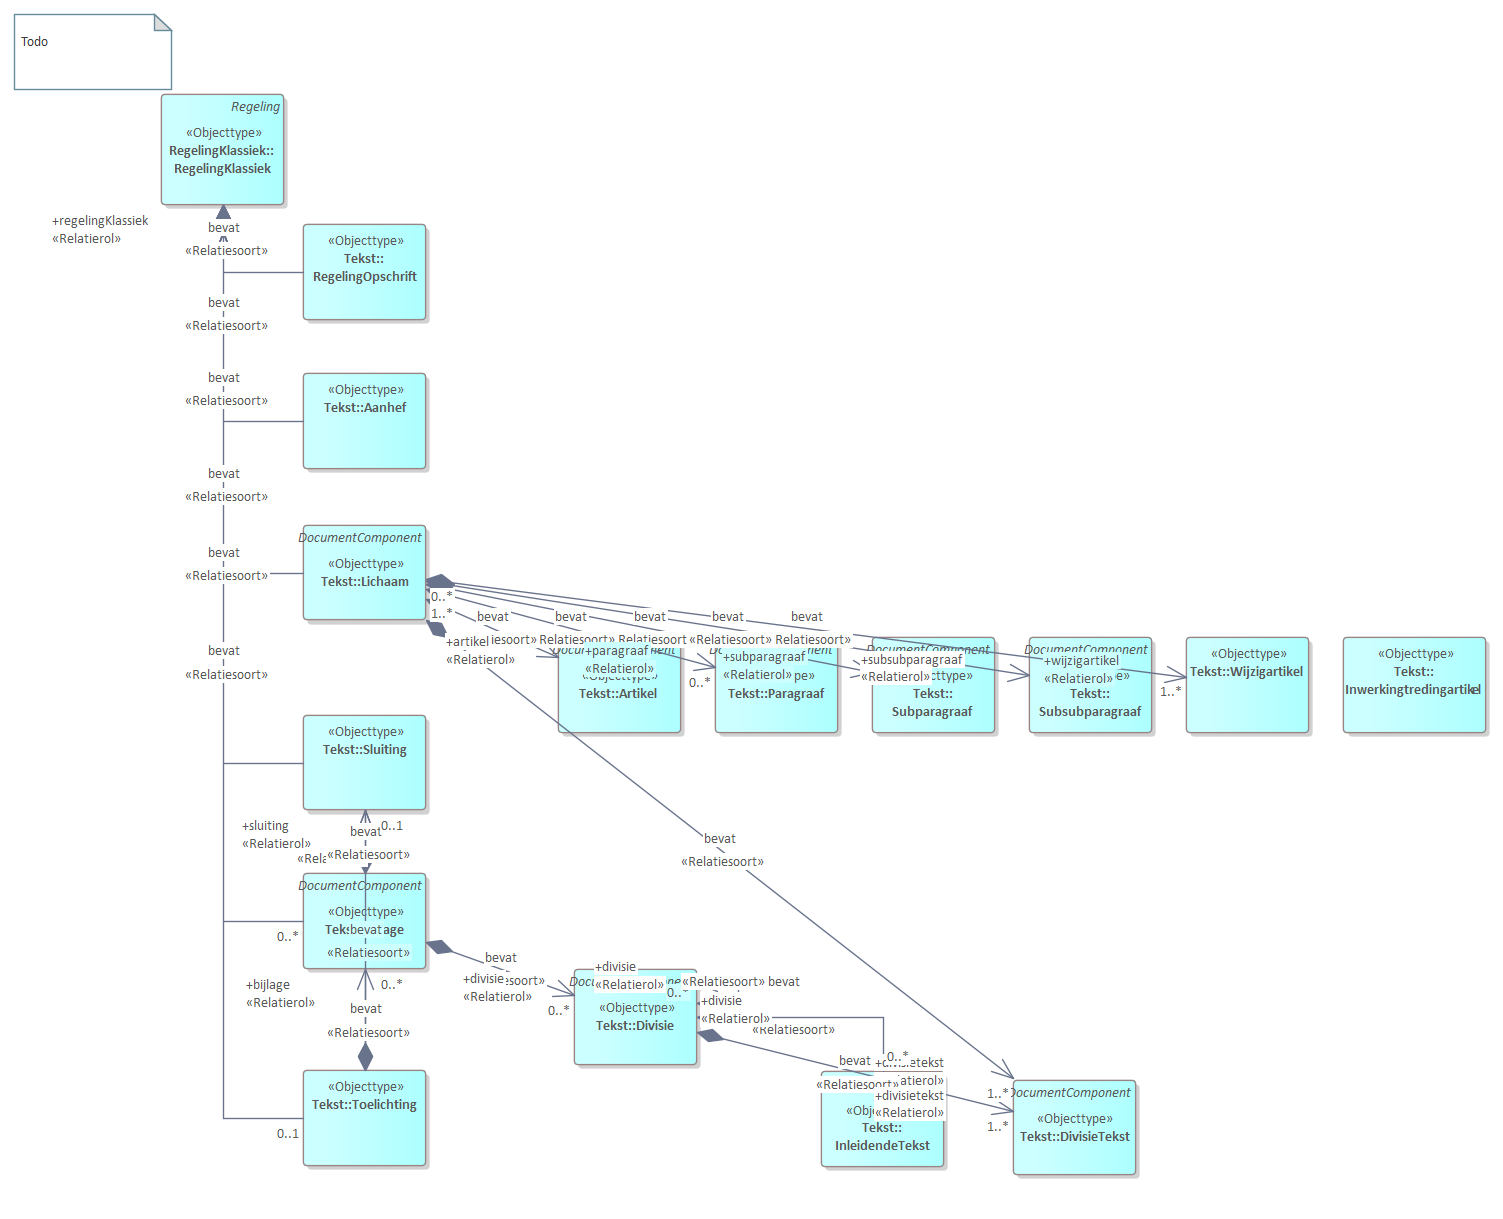 Todo
Regeling
«Objecttype»
RegelingKlassiek::
RegelingKlassiek
+regelingKlassiek
«Relatierol»
bevat
«Relatiesoort»
«Objecttype»
Tekst::
RegelingOpschrift
bevat
«Relatiesoort»
bevat
«Relatiesoort»
«Objecttype»
Tekst::Aanhef
bevat
«Relatiesoort»
bevat
«Relatiesoort»
DocumentComponent
«Objecttype»
Tekst::Lichaam
0..*
1..*
bevat
bevat
bevat
bevat
bevat
+artikel
«Relatierol»
Relatiesoort»
Relatiesoort
«Relatiesoort»
Relatiesoort»
+paragraaf
«Relatierol»
+subparagraaf
«Relatierol»
+subsubparagraaf
«Relatierol»
+wijzigartikel
«Relatierol»
0..*
1..*
«Objecttype»
Tekst::Artikel
DocumentComponent
Tekst::Paragraaf
DocumentComponent
Tekst::
Subparagraaf
DocumentComponent
Tekst::
Subsubparagraaf
«Objecttype»
Tekst::Wijzigartikel
«Objecttype»
Tekst::
Inwerkingtredingartikel
bevat
«Relatiesoort»
«Objecttype»
Tekst::Sluiting
+sluiting
«Relatierol»
0..1
bevat
«Relatiesoort»
bevat
«Relatiesoort»
DocumentComponent
«Objecttype»
bevat
«Relatiesoort»
0..*
0..*
+bijlage
«Relatierol»
bevat
«Relatiesoort»
«Objecttype»
Tekst::Toelichting
0..1
bevat
+divisie
«Relatierol»
0..*
+divisie
«Relatierol»
«Objecttype»
Tekst::Divisie
«Relatiesoort» bevat
0..*
+divisie
«Relatierol»
«Relatiesoort»
bevat
«Relatiesoort»
0..*
+divisietekst
+divisietekst
«Relatierol»
Tekst::
InleidendeTekst
1..*
1..*
DocumentComponent
«Objecttype»
Tekst::DivisieTekst